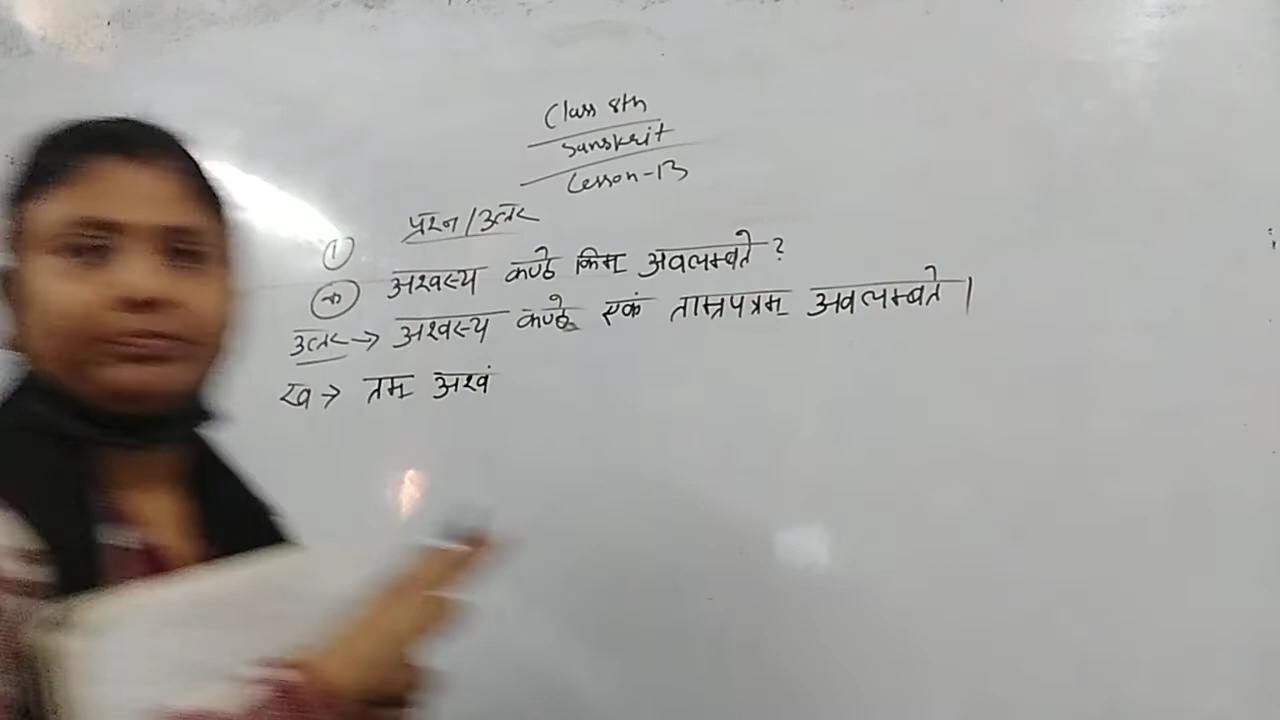 Class 8th
Sanskrit
Lesson-13
① प्रश्न/उत्तर
क अश्वस्य कण्ठे किम अवलम्बते?
उत्तर → अश्वस्य कण्ठे एकं ताम्रपत्रम अवलम्बते।
ख → तम अश्वं